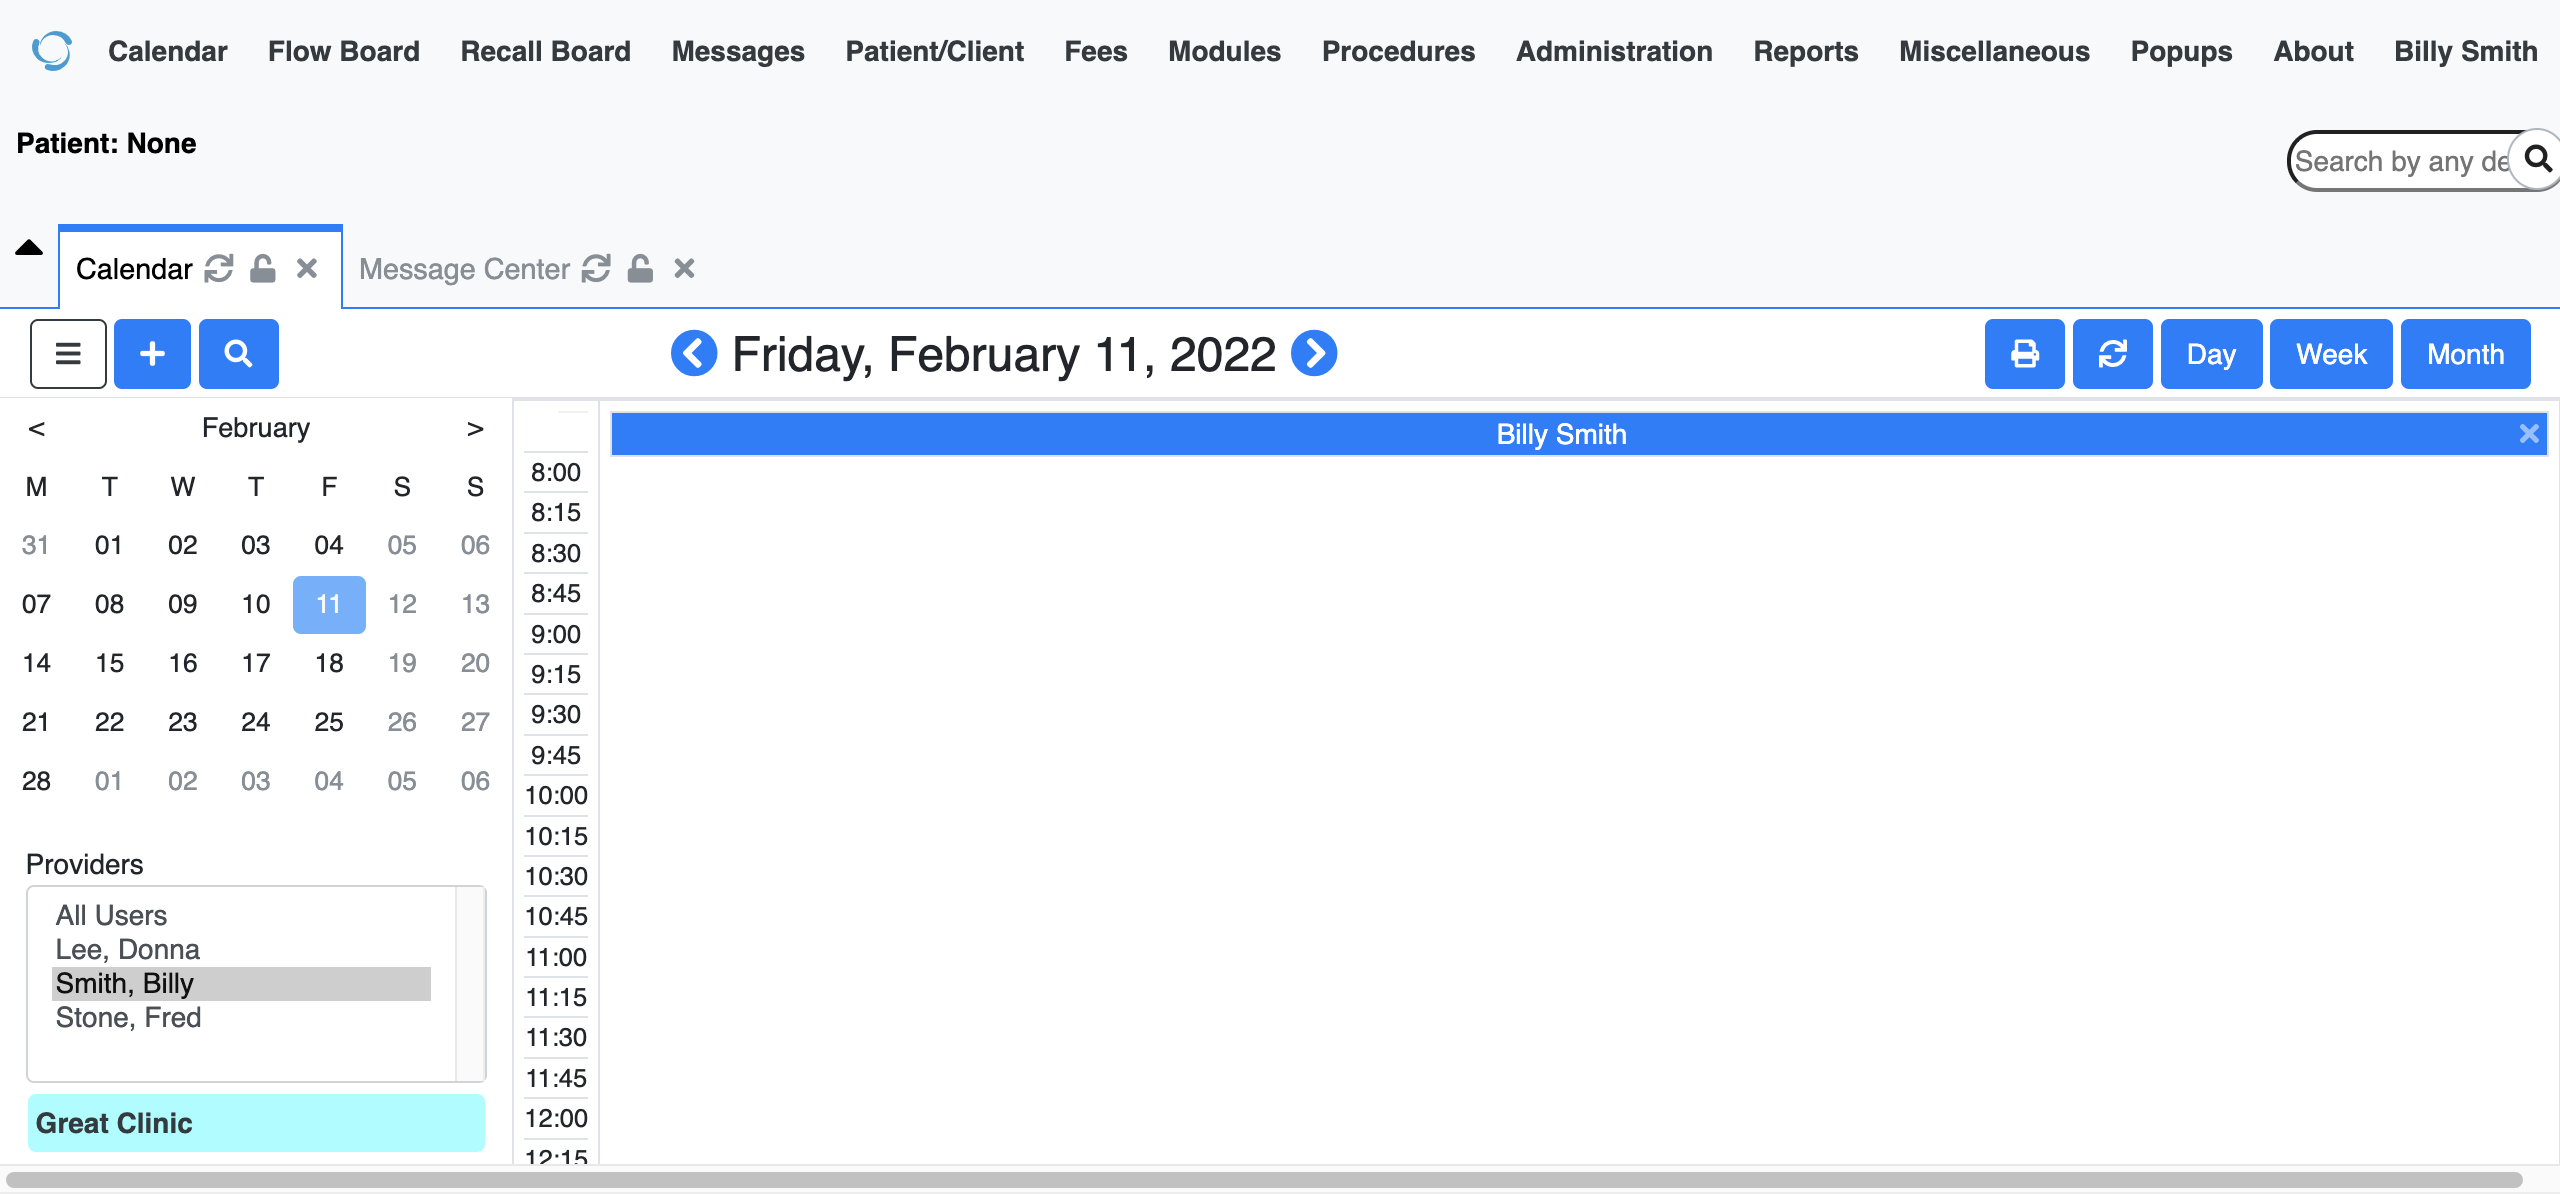 Calendar Flow Board Recall Board Messages Patient/Client Fees Modules Procedures Administration Reports Miscellaneous Popups About Billy Smith
Patient: None
Search by any de
Calendar Message Center
Friday, February 11, 2022
Day Week Month
< February >
M T W T F S S
31 01 02 03 04 05 06
07 08 09 10 11 12 13
14 15 16 17 18 19 20
21 22 23 24 25 26 27
28 01 02 03 04 05 06
Providers
All Users
Lee, Donna
Smith, Billy
Stone, Fred
Great Clinic
Billy Smith
8:00
8:15
8:30
8:45
9:00
9:15
9:30
9:45
10:00
10:15
10:30
10:45
11:00
11:15
11:30
11:45
12:00
12:15